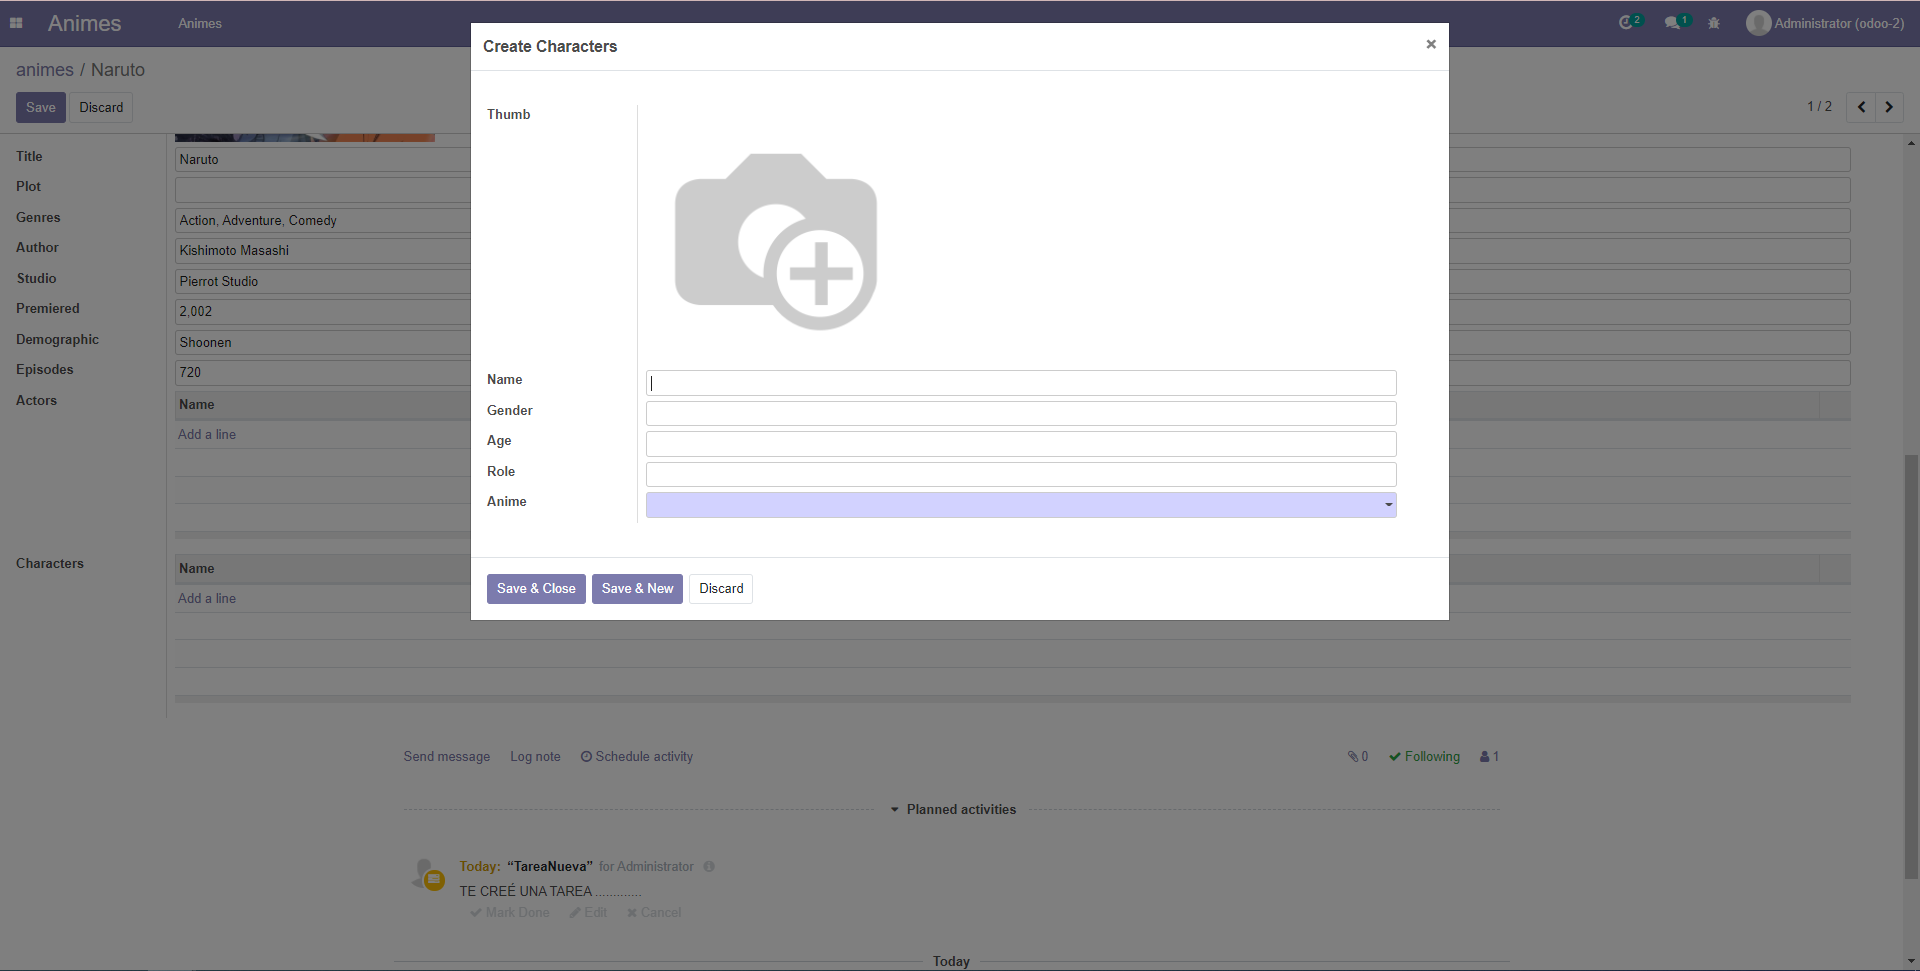 Animes
Animes
2
1
Administrator (odoo-2)
animes / Naruto
Save
Discard
1 / 2
Create Characters
×
Thumb
Name
Gender
Age
Role
Anime
Save & Close
Save & New
Discard
Title
Naruto
Plot
Genres
Action, Adventure, Comedy
Author
Kishimoto Masashi
Studio
Pierrot Studio
Premiered
2,002
Demographic
Shoonen
Episodes
720
Actors
Name
Add a line
Characters
Name
Add a line
Send message
Log note
Schedule activity
0
Following
1
Planned activities
Today: “TareaNueva” for Administrator
TE CREÉ UNA TAREA .............
Mark Done
Edit
Cancel
Today